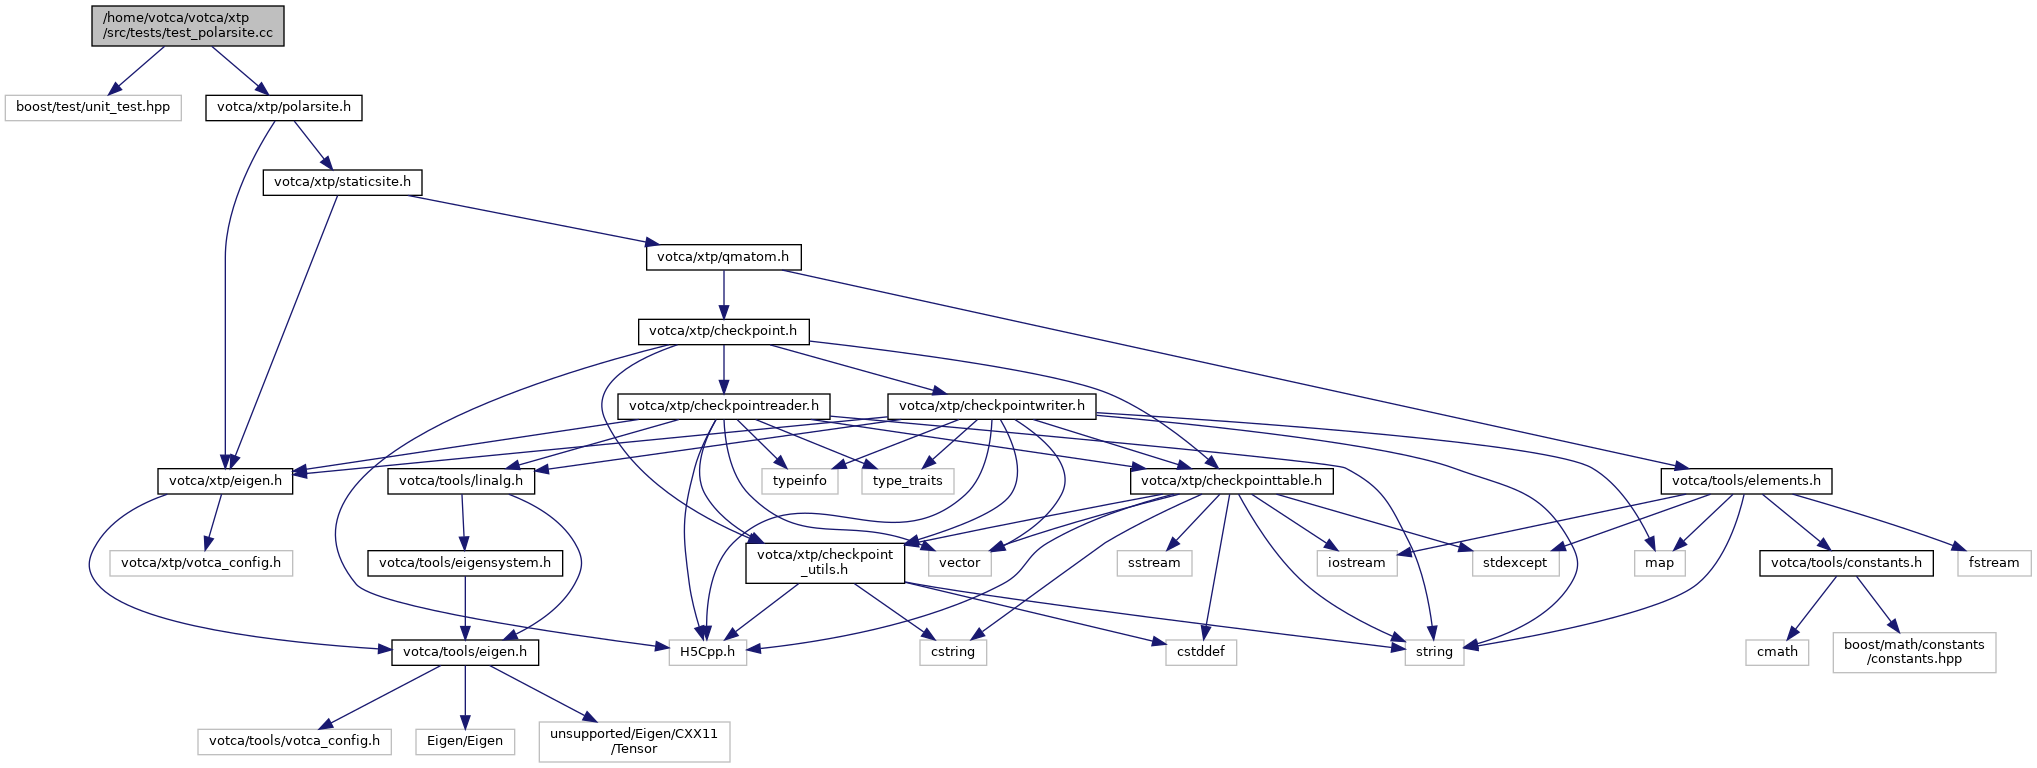 /home/votca/votca/xtp
/src/tests/test_polarsite.cc
boost/test/unit_test.hpp
votca/xtp/polarsite.h
votca/xtp/staticsite.h
votca/xtp/qmatom.h
votca/xtp/checkpoint.h
votca/xtp/checkpointreader.h
votca/xtp/checkpointwriter.h
votca/xtp/eigen.h
votca/tools/linalg.h
typeinfo
type_traits
votca/xtp/checkpointtable.h
votca/tools/elements.h
votca/xtp/votca_config.h
votca/tools/eigensystem.h
votca/xtp/checkpoint
_utils.h
vector
sstream
iostream
stdexcept
map
votca/tools/constants.h
fstream
votca/tools/eigen.h
H5Cpp.h
cstring
cstddef
string
cmath
boost/math/constants
/constants.hpp
votca/tools/votca_config.h
Eigen/Eigen
unsupported/Eigen/CXX11
/Tensor